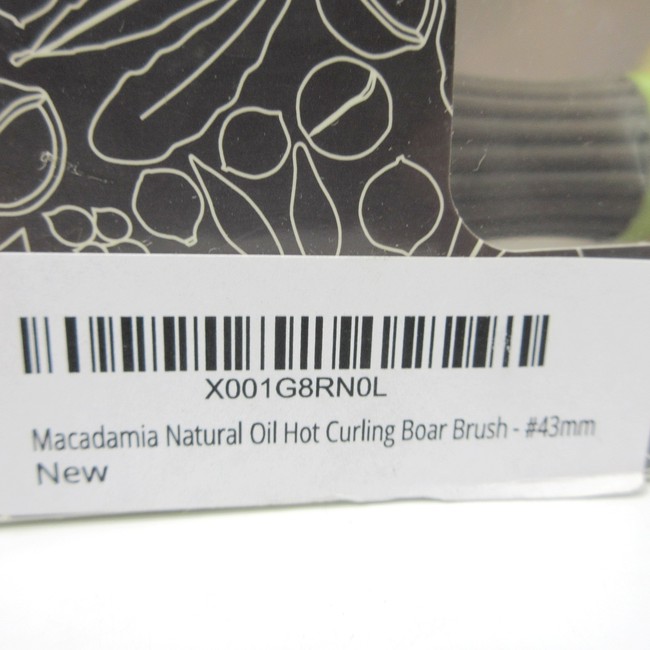 X001G8RN0L
Macadamia Natural Oil Hot Curling Boar Brush - #43mm
New